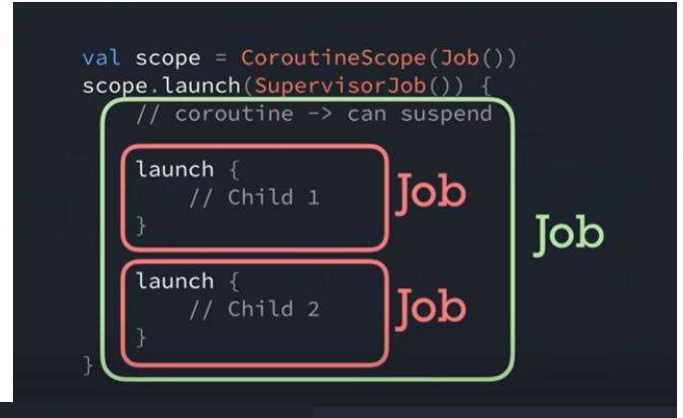 val scope = CoroutineScope(Job())
scope.launch(SupervisorJob()) {
// coroutine -> can suspend
launch {
// Child 1
}
Job
Job
launch {
// Child 2
}
Job
}